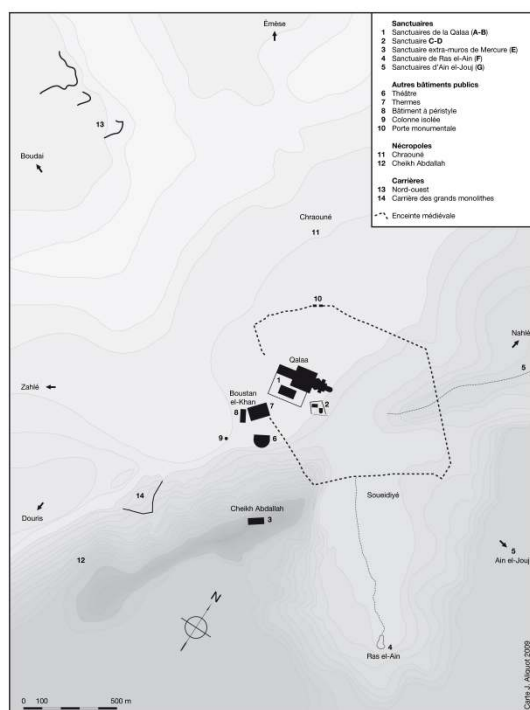 Émèse
Sanctuaires
1 Sanctuaires de la Qalaa (A-B)
2 Sanctuaire C-D
3 Sanctuaire extra-muros de Mercure (E)
4 Sanctuaire de Ras el-Ain (F)
5 Sanctuaires d'Ain el-Jouj (G)
Autres bâtiments publics
6 Théâtre
7 Thermes
8 Bâtiment à péristyle
9 Colonne isolée
10 Porte monumentale
Nécropoles
11 Chraouné
12 Cheikh Abdallah
Carrières
13 Nord-ouest
14 Carrière des grands monolithes
Enceinte médiévale
13
Boudai
Chraouné
11
10
Nahlé
Qalaa
5
1
Zahlé
Boustan
el-Khan
2
7
8
9
6
14
Soueidiyé
Cheikh Abdallah
3
Douris
12
5
Ain el-Jouj
N
4
Ras el-Ain
0 100 500 m
Carte J. Aliquot 2009